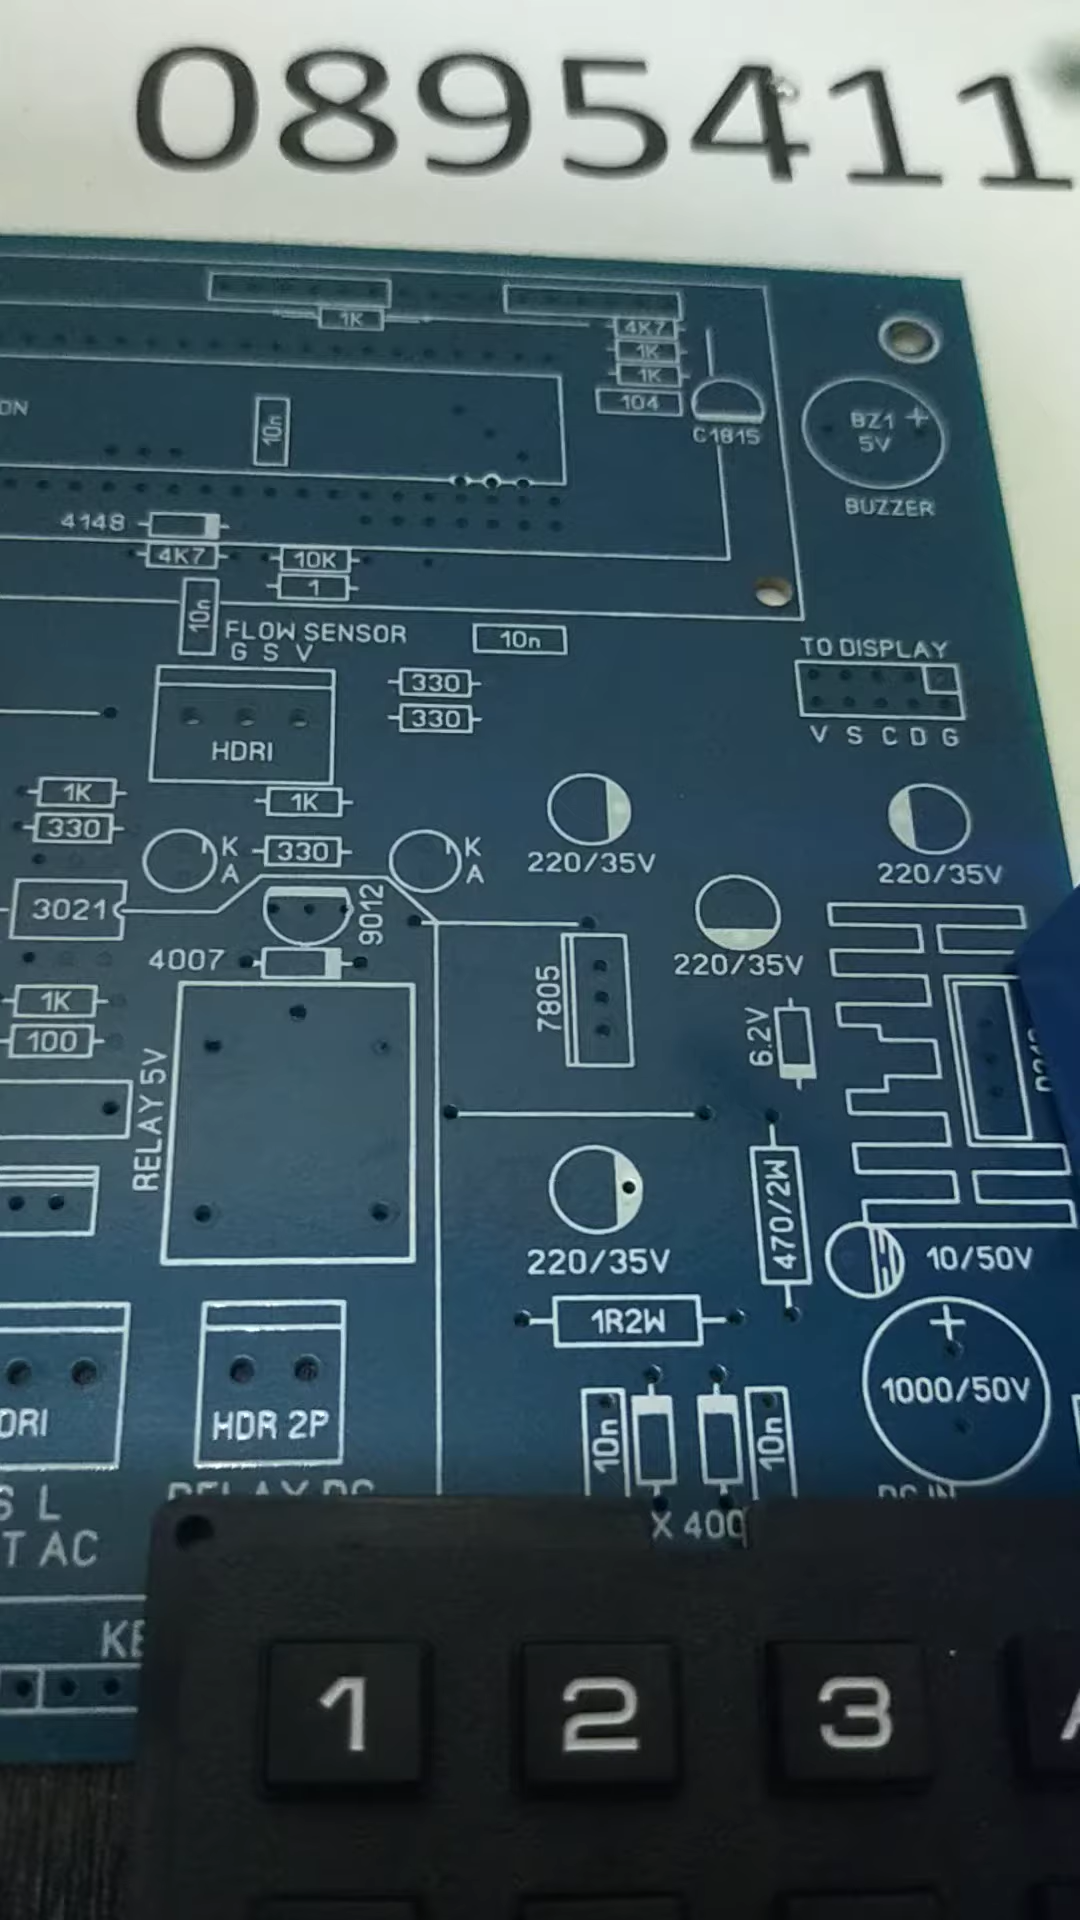 0895411
1K
4K7
1K
1K
104
C1815
BZ1 +
5V
BUZZER
10n
4148
4K7
10K
1
10n
FLOW SENSOR
G S V
10n
TO DISPLAY
330
330
V S C D G
HDRI
1K
1K
330
330
K
A
K
A
220/35V
220/35V
3021
9012
4007
220/35V
7805
6.2V
1K
100
RELAY 5V
470/2W
220/35V
10/50V
1R2W
+
1000/50V
HDR 2P
10n
10n
L
AC
1
2
3